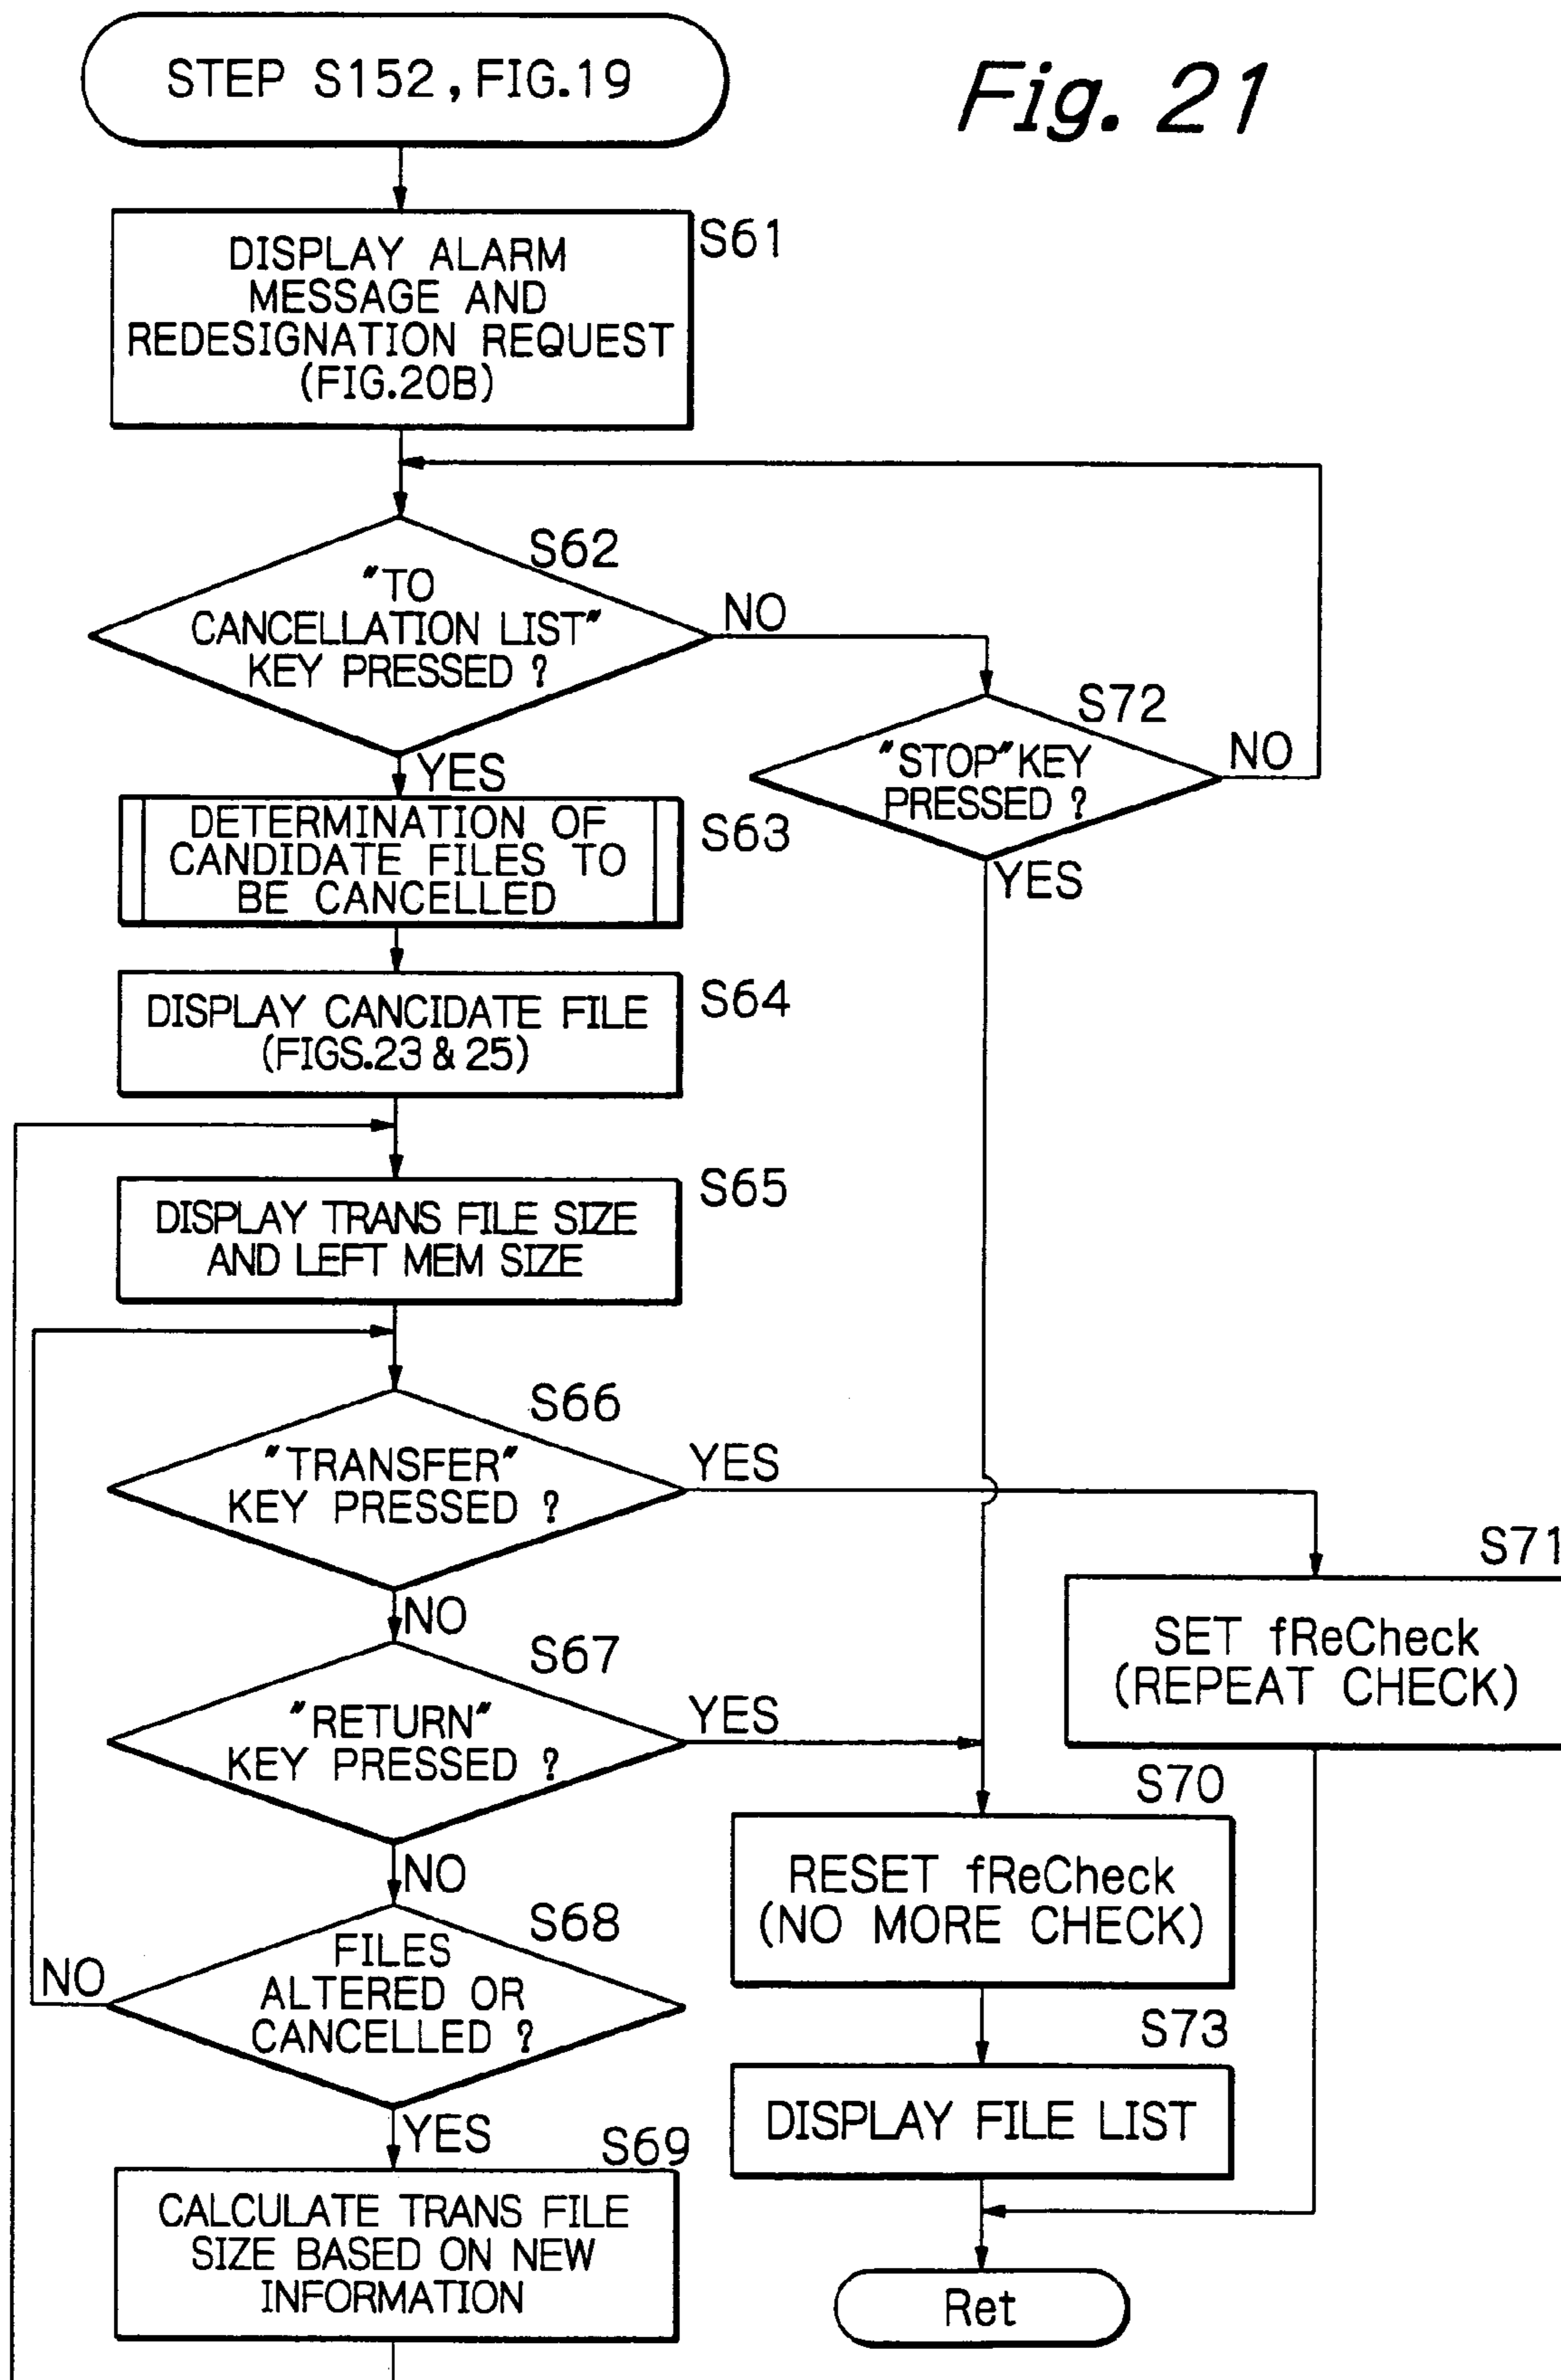 STEP S152, FIG.19
Fig. 21
DISPLAY ALARM
MESSAGE AND
REDESIGNATION REQUEST
(FIG.20B)
S61
S62
"TO
CANCELLATION LIST"
KEY PRESSED ?
NO
YES
S72
"STOP" KEY
PRESSED ?
NO
YES
DETERMINATION OF
CANDIDATE FILES TO
BE CANCELLED
S63
DISPLAY CANCIDATE FILE
(FIGS.23 & 25)
S64
DISPLAY TRANS FILE SIZE
AND LEFT MEM SIZE
S65
S66
"TRANSFER"
KEY PRESSED ?
YES
NO
S71
SET fReCheck
(REPEAT CHECK)
S67
"RETURN"
KEY PRESSED ?
YES
NO
S70
RESET fReCheck
(NO MORE CHECK)
S68
FILES
ALTERED OR
CANCELLED ?
NO
YES
S73
DISPLAY FILE LIST
S69
CALCULATE TRANS FILE
SIZE BASED ON NEW
INFORMATION
Ret